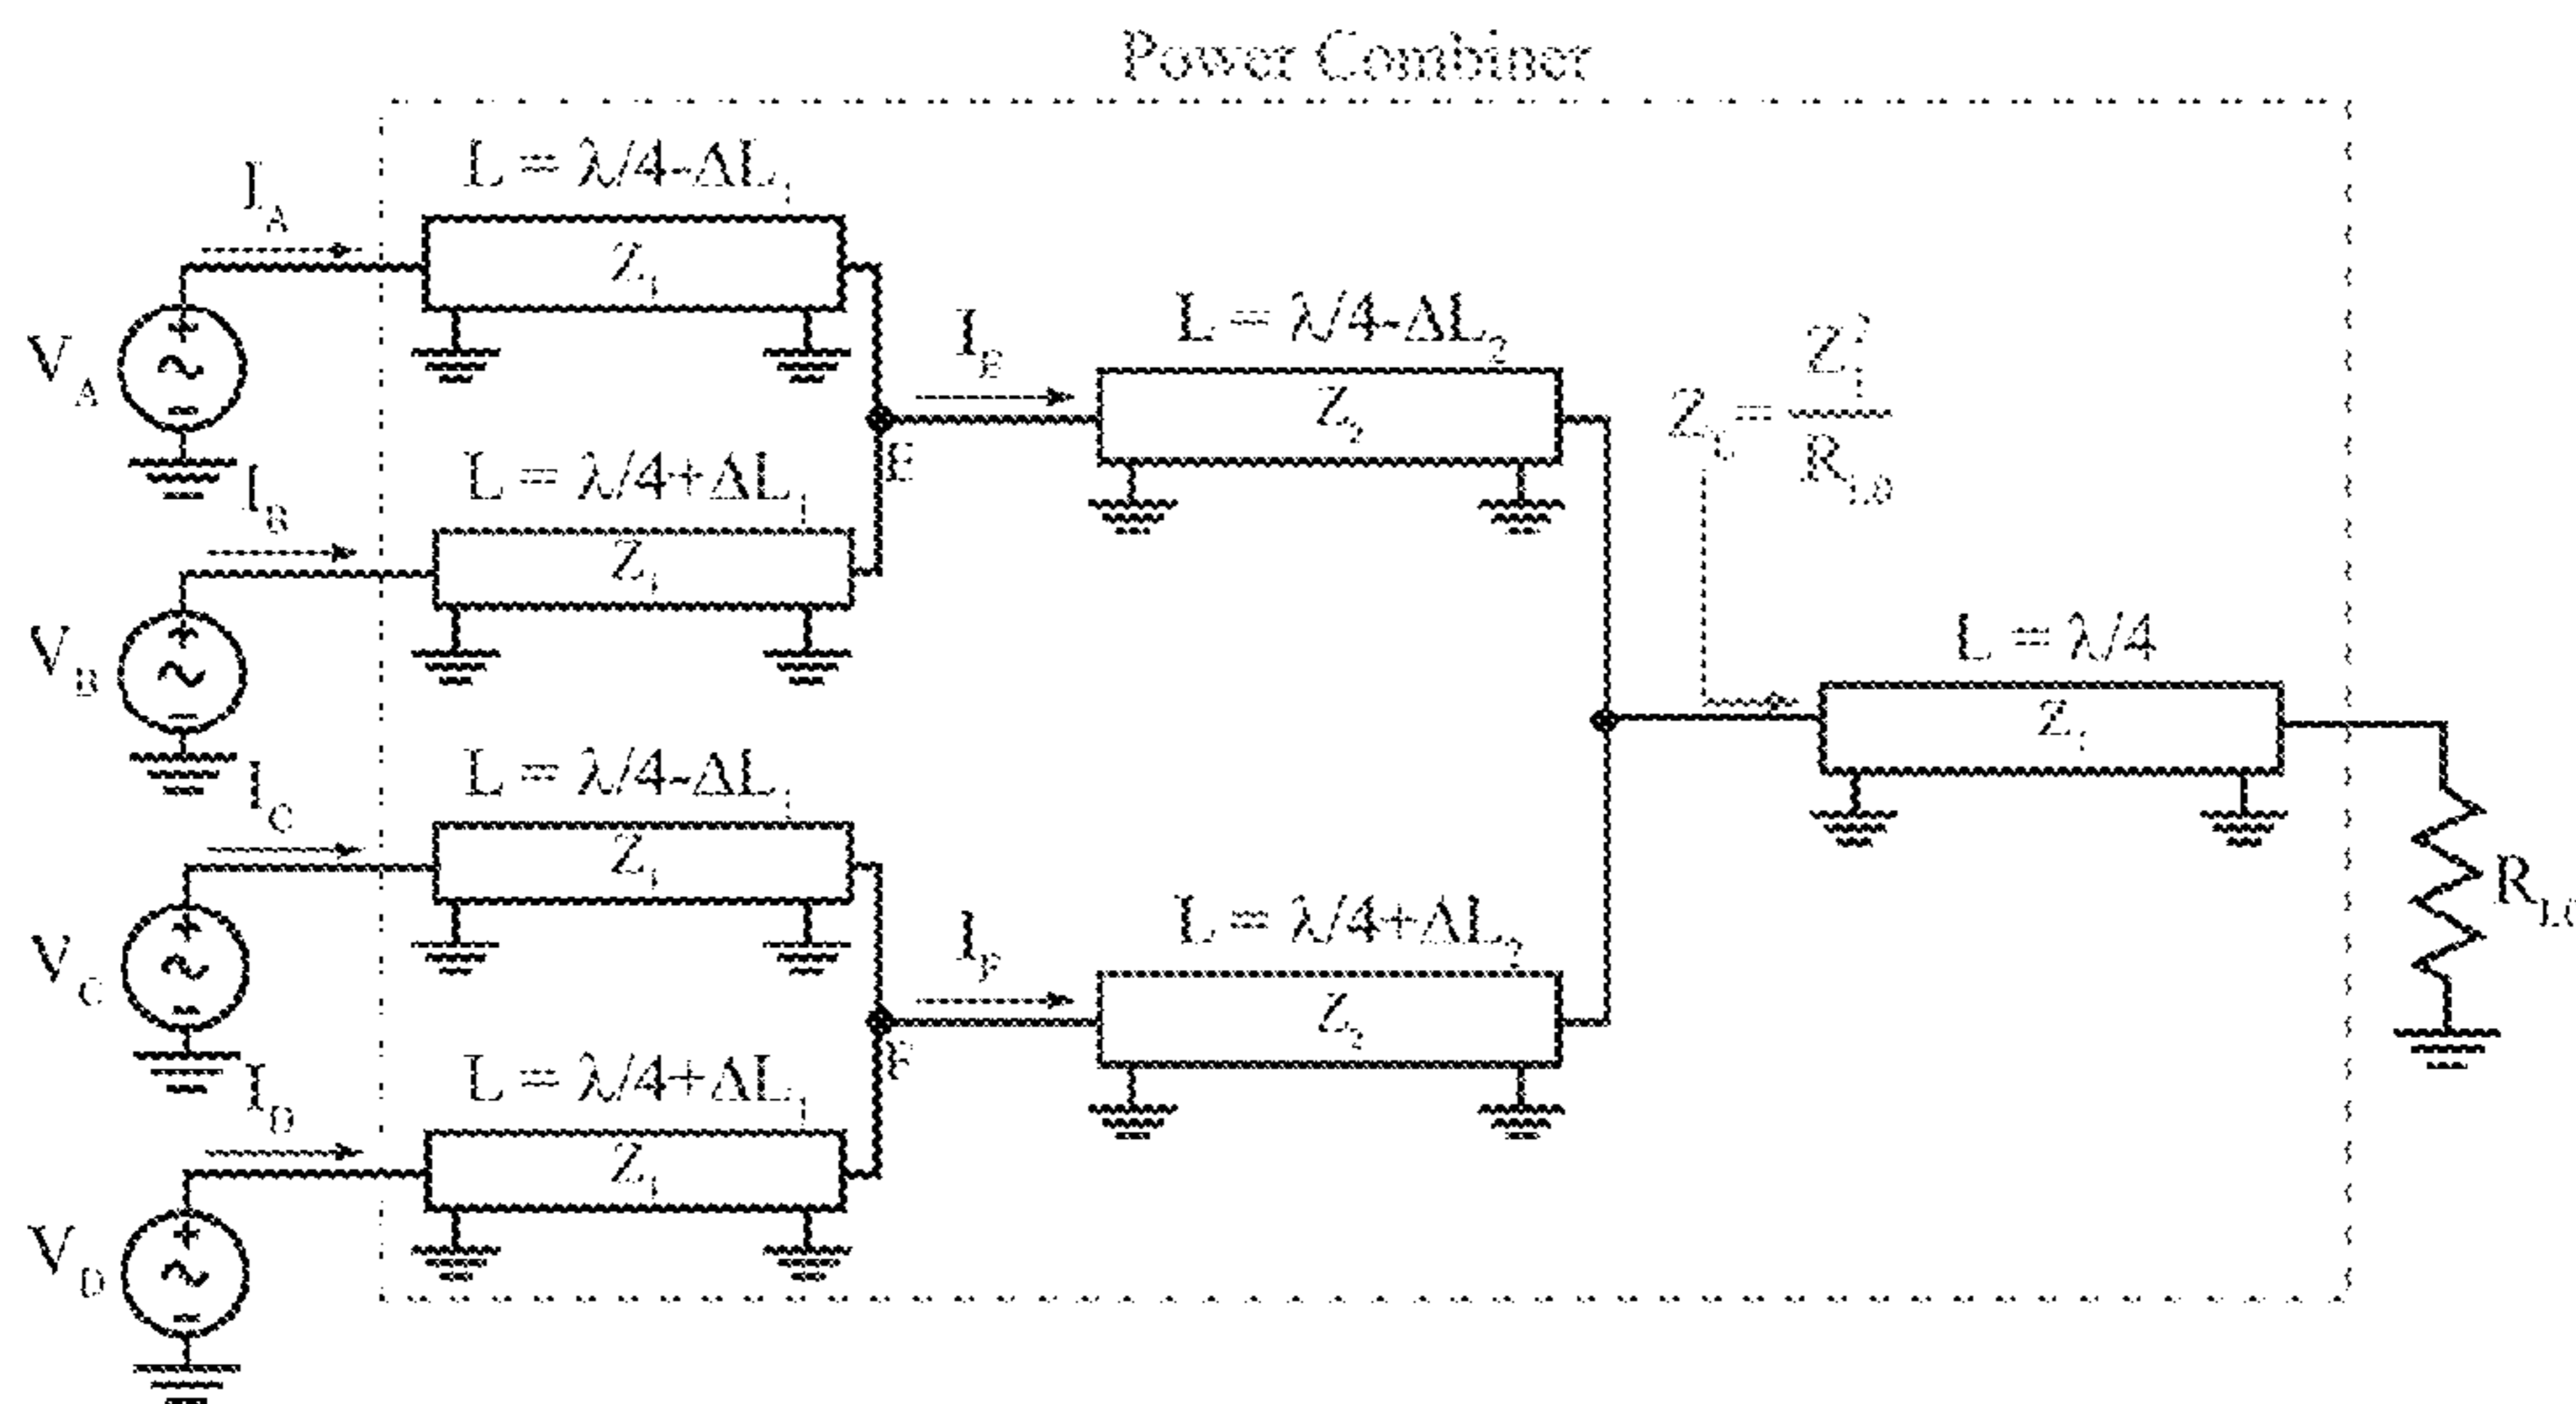 Power Combiner
I_A
L = λ/4-ΔL_1
Z_1
V_A
I_E
L = λ/4-ΔL_2
Z_2
E
I_B
L = λ/4+ΔL_1
Z_1
V_B
I_C
L = λ/4-ΔL_1
Z_1
V_C
I_F
L = λ/4+ΔL_2
Z_2
F
I_D
L = λ/4+ΔL_1
Z_1
V_D
L = λ/4